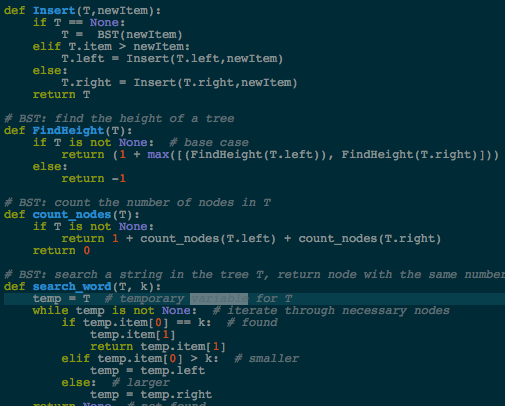 def Insert(T,newItem):
    if T == None:
        T =  BST(newItem)
    elif T.item > newItem:
        T.left = Insert(T.left,newItem)
    else:
        T.right = Insert(T.right,newItem)
    return T
# BST: find the height of a tree
def FindHeight(T):
    if T is not None:  # base case
        return (1 + max([(FindHeight(T.left)), FindHeight(T.right)]))
    else:
        return -1
# BST: count the number of nodes in T
def count_nodes(T):
    if T is not None:
        return 1 + count_nodes(T.left) + count_nodes(T.right)
    return 0
# BST: search a string in the tree T, return node with the same number
def search_word(T, k):
    temp = T  # temporary variable for T
    while temp is not None:  # iterate through necessary nodes
        if temp.item[0] == k:  # found
            temp.item[1]
            return temp.item[1]
        elif temp.item[0] > k:  # smaller
            temp = temp.left
        else:  # larger
            temp = temp.right
    return None  # not found